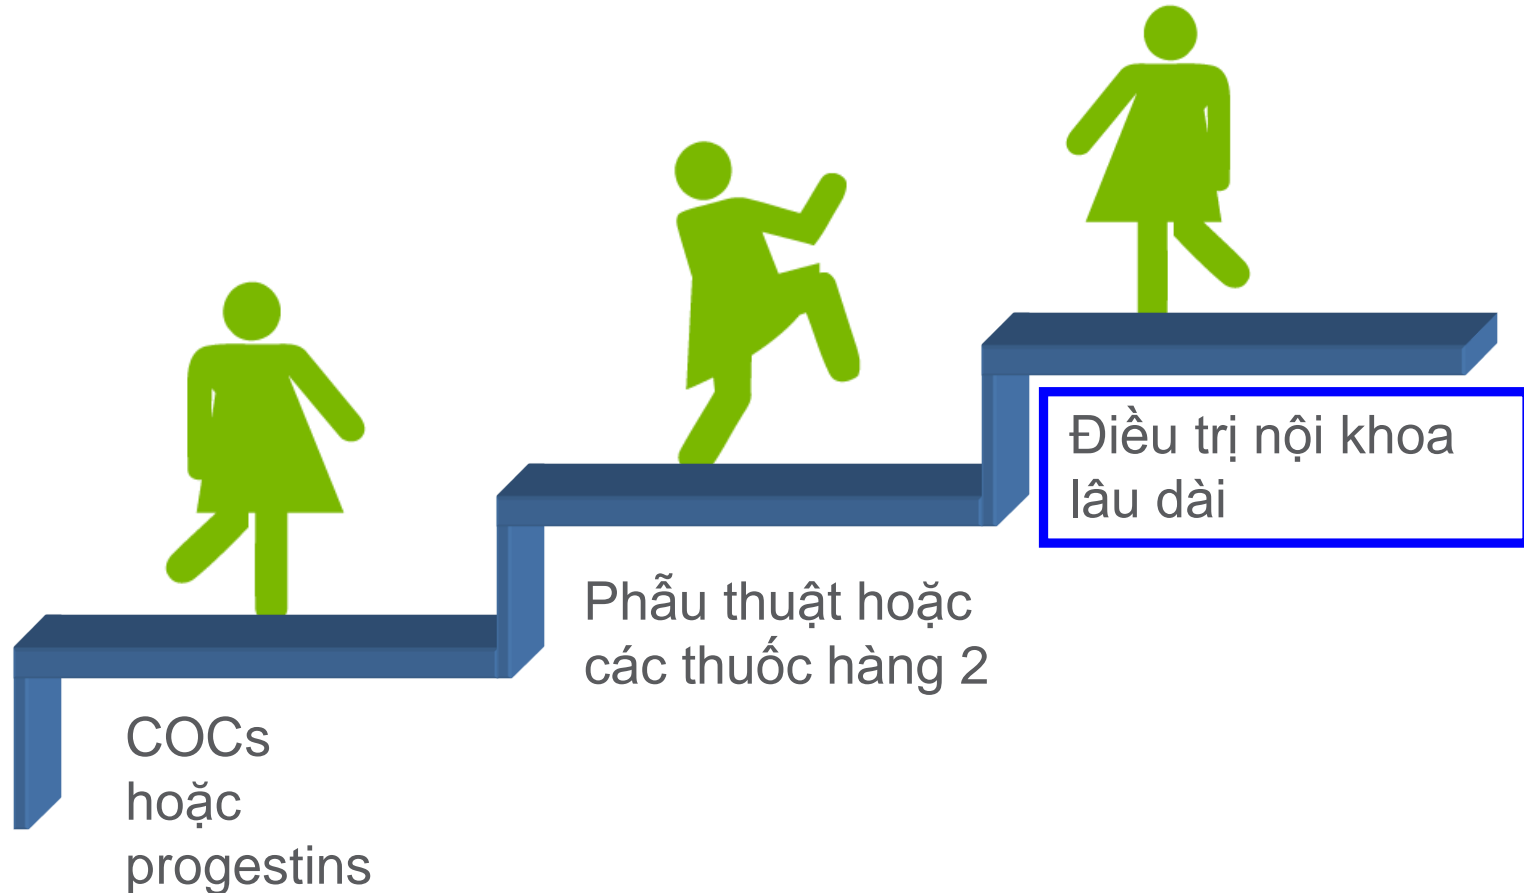 Điều trị nội khoa
lâu dài
Phẫu thuật hoặc
các thuốc hàng 2
COCs
hoặc
progestins